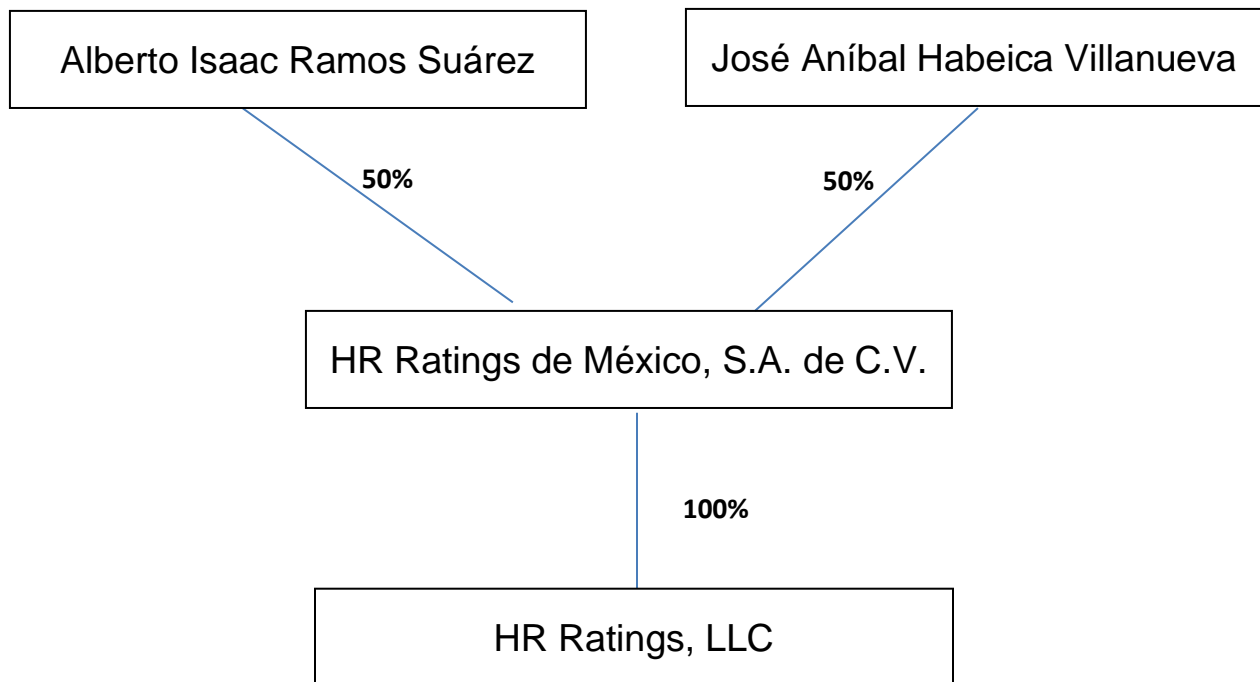 Alberto Isaac Ramos Suárez
José Aníbal Habeica Villanueva
50%
50%
HR Ratings de México, S.A. de C.V.
100%
HR Ratings, LLC